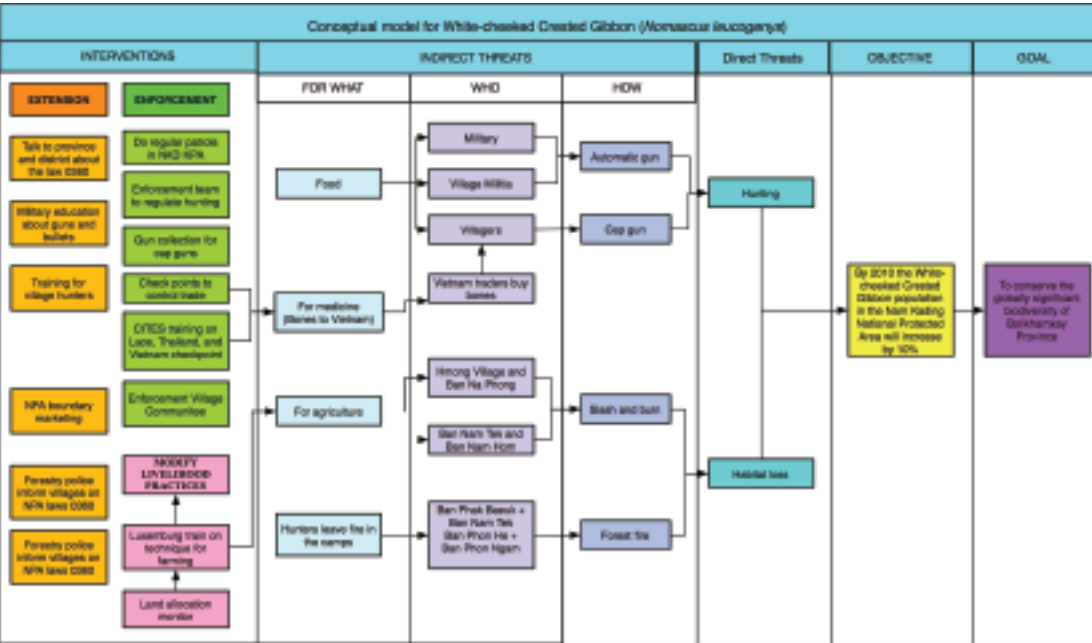 Conceptual model for White-cheeked Crested Gibbon (Nomascus leucogenys)
INTERVENTIONS
INDIRECT THREATS
Direct Threats
OBJECTIVE
GOAL
FOR WHAT
WHO
HOW
EXTENSION
ENFORCEMENT
Talk to province
and district about
the law
Military education
about guns and
bullets
Training for
village hunters
NPA boundary
marketing
Forestry police
inform villages on
NPA laws
Forestry police
inform villages on
NPA laws
Do regular patrols
in NPA
Enforcement team
to regulate hunting
Gun collection for
cap guns
Check points to
control trade
CITES training on
Laos, Thailand, and
Vietnam checkpoint
Enforcement Village
Communities
MODIFY
LIVELIHOOD
PRACTICES
Luxemburg train on
technique for
farming
Land allocation
monitor
Food
For medicine
(Bones to Vietnam)
For agriculture
Hunters leave fire in
the camps
Military
Village Militia
Villagers
Vietnam traders buy
bones
Hmong Village and
Ban Na Phong
Ban Nam Tek and
Ban Nam Hom
Ban Phak Beuk +
Ban Nam Tek
Ban Phon He +
Ban Phon Ngam
Automatic gun
Cap gun
Slash and burn
Forest fire
Hunting
Habitat loss
By 2010 the White-
cheeked Crested
Gibbon population
in the Nam Kading
National Protected
Area will increase
by 10%
To conserve the
globally significant
biodiversity of
Bolikhamxay
Province